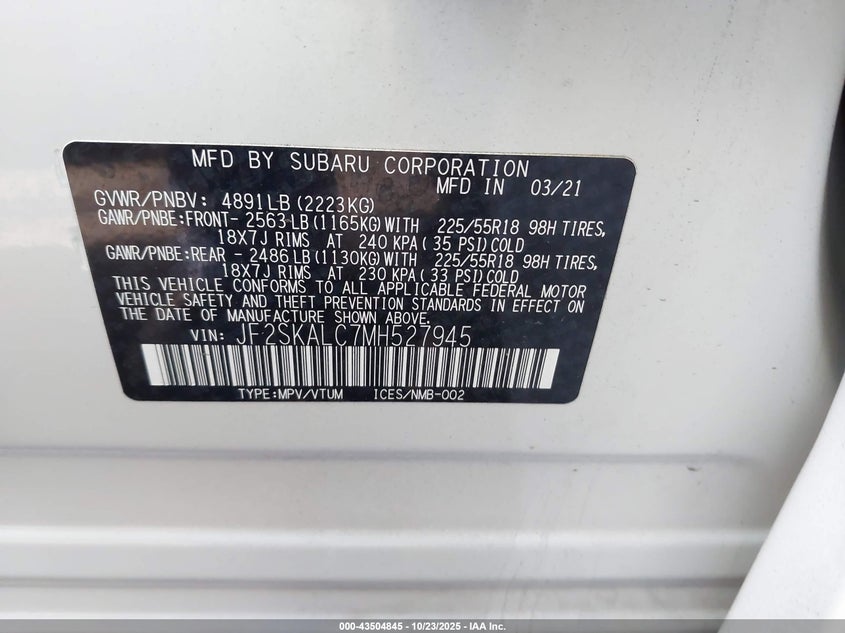 MFD BY SUBARU CORPORATION
MFD IN 03/21
GVWR/PNBV: 4891LB (2223KG)
GAWR/PNBE:FRONT- 2563LB (1165KG) WITH 225/55R18 98H TIRES,
18X7J RIMS AT 240 KPA ( 35 PSI) COLD
GAWR/PNBE:REAR - 2486LB (1130KG) WITH 225/55R18 98H TIRES,
18X7J RIMS AT 230 KPA ( 33 PSI) COLD
THIS VEHICLE CONFORMS TO ALL APPLICABLE FEDERAL MOTOR
VEHICLE SAFETY AND THEFT PREVENTION STANDARDS IN EFFECT ON
THE DATE OF MANUFACTURE SHOWN ABOVE.
VIN: JF2SKALC7MH527945
TYPE:MPV/VTUM ICES/NMB-002
000-43504845 - 10/23/2025 - IAA Inc.